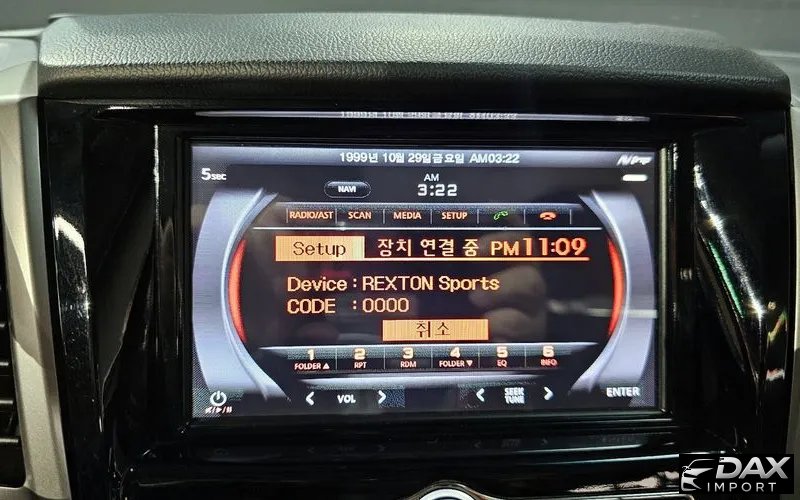 1999년 10월 29일금요일 AM03:22
5SEC
AM
NAVI
3:22
RADIO/AST SCAN MEDIA SETUP
Setup 장치 연결 중 PM11:09
Device : REXTON Sports
CODE : 0000
취소
1 2 3 4 5 6
FOLDER▲ RPT RDM FOLDER▼ EQ INFO
< VOL > < SEEK TUNE > ENTER
DAX
IMPORT